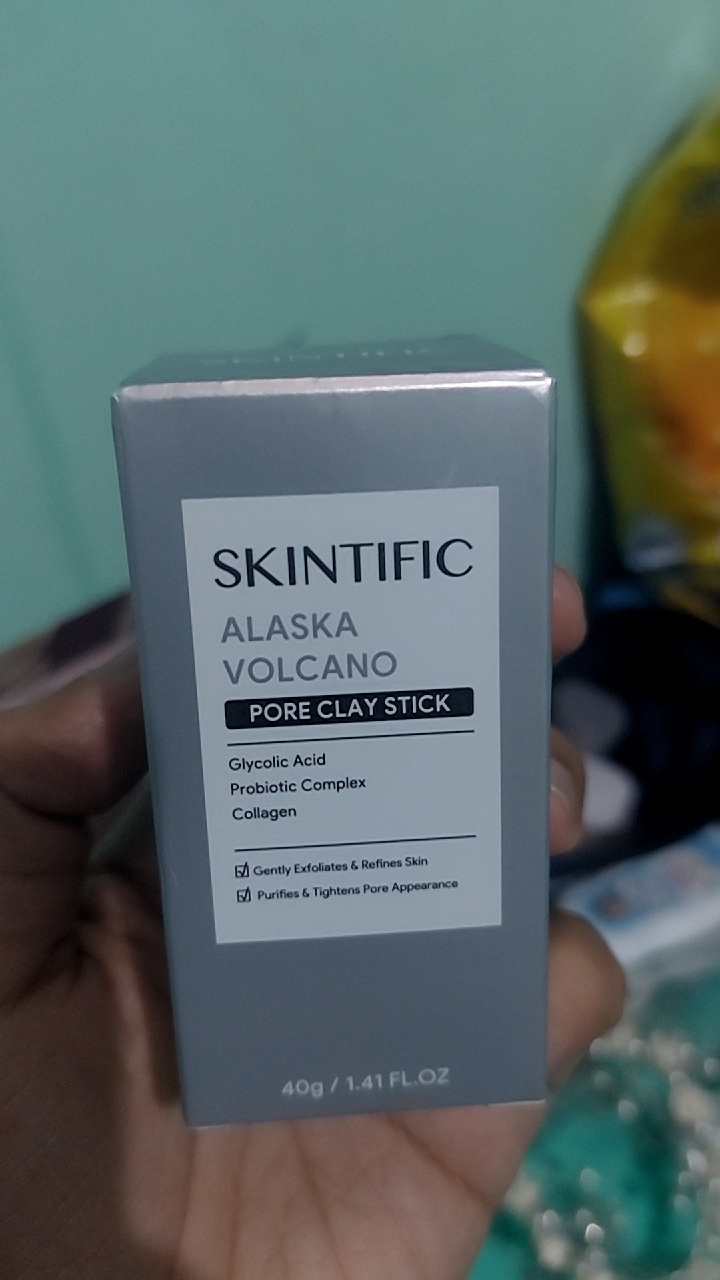 SKINTIFIC
ALASKA
VOLCANO
PORE CLAY STICK
Glycolic Acid
Probiotic Complex
Collagen
Gently Exfoliates & Refines Skin
Purifies & Tightens Pore Appearance
40g / 1.41 FL.OZ